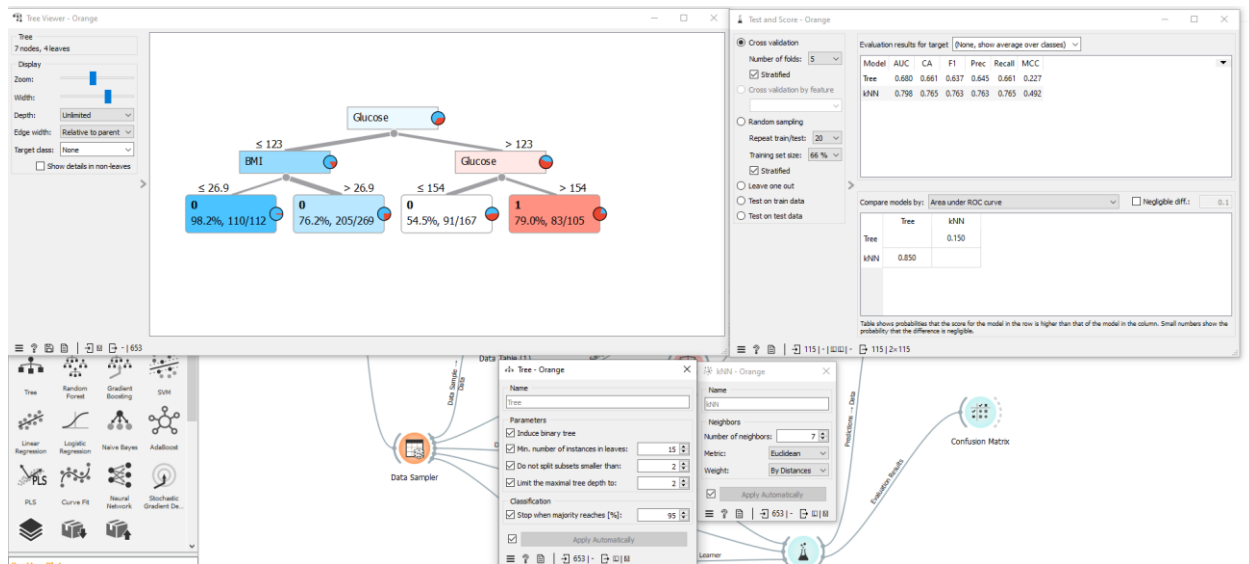 Tree Viewer - Orange
Tree
7 nodes, 4 leaves
Display
Zoom:
Width:
Depth: Unlimited
Edge width: Relative to parent
Target class: None
Show details in non-leaves
Glucose
≤ 123
> 123
BMI
Glucose
≤ 26.9
> 26.9
≤ 154
> 154
0
98.2%, 110/112
0
76.2%, 205/269
0
54.5%, 91/167
1
79.0%, 83/105
- | 653
Test and Score - Orange
Cross validation
Number of folds: 5
Stratified
Cross validation by feature
Random sampling
Repeat train/test: 20
Training set size: 66 %
Stratified
Leave one out
Test on train data
Test on test data
Evaluation results for target (None, show average over classes)
Model AUC CA F1 Prec Recall MCC
Tree 0.680 0.661 0.637 0.645 0.661 0.227
kNN 0.798 0.765 0.763 0.763 0.765 0.492
Compare models by: Area under ROC curve
Negligible diff.: 0.1
Tree kNN
Tree 0.150
kNN 0.850
Table shows probabilities that the score for the model in the row is higher than that of the model in the column. Small numbers show the
probability that the difference is negligible.
115 | - | - 115 | 2×115
Tree
Random
Forest
Gradient
Boosting
SVM
Linear
Regression
Logistic
Regression
Naive Bayes
AdaBoost
PLS
PLS
Curve Fit
Neural
Network
Stochastic
Gradient De...
Data Table (1)
Data Sample → Data
Data Sampler
Tree - Orange
Name
Tree
Parameters
Induce binary tree
Min. number of instances in leaves: 15
Do not split subsets smaller than: 2
Limit the maximal tree depth to: 2
Classification
Stop when majority reaches [%]: 95
Apply Automatically
653 | -
kNN - Orange
Name
kNN
Neighbors
Number of neighbors: 7
Metric: Euclidean
Weight: By Distances
Apply Automatically
653 | -
Predictions → Data
Evaluation Results
Confusion Matrix
Learner